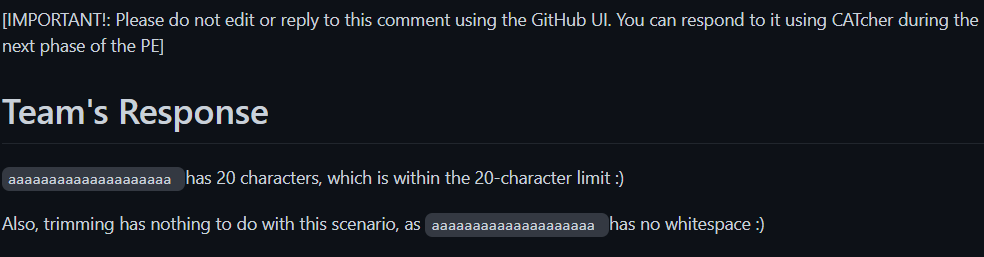 [IMPORTANT!: Please do not edit or reply to this comment using the GitHub UI. You can respond to it using CATcher during the
next phase of the PE]
Team's Response
aaaaaaaaaaaaaaaaaaaa has 20 characters, which is within the 20-character limit :)
Also, trimming has nothing to do with this scenario, as aaaaaaaaaaaaaaaaaaaa has no whitespace :)